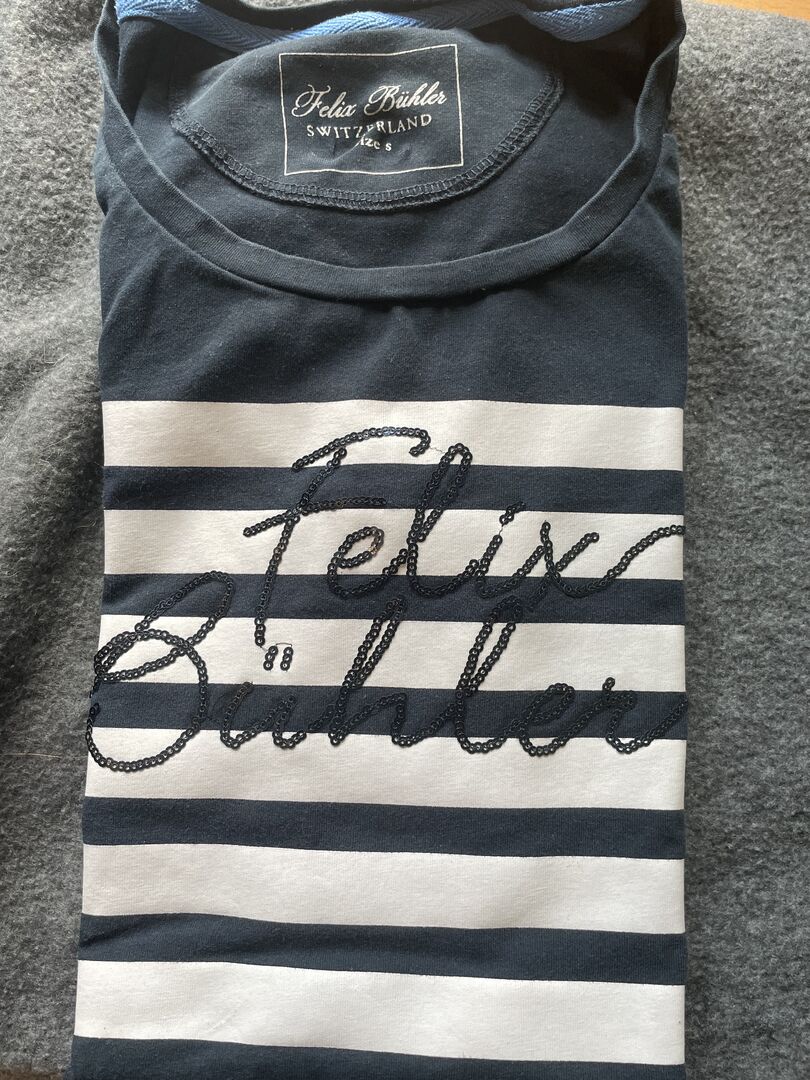 Felix Bühler
SWITZERLAND
size s
Felix
Bühler